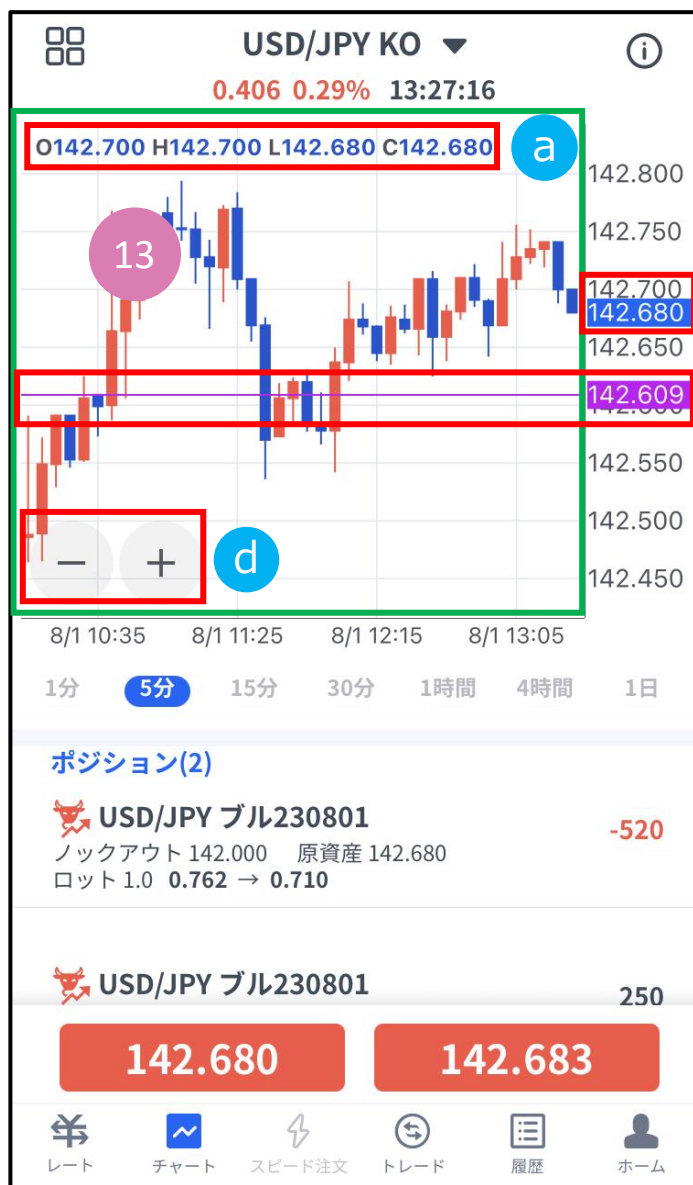 USD/JPY KO
0.406 0.29% 13:27:16
O142.700 H142.700 L142.680 C142.680
a
142.800
142.750
13
142.700
142.680
142.650
142.609
142.550
142.500
d
− +
142.450
8/1 10:35 8/1 11:25 8/1 12:15 8/1 13:05
1分 5分 15分 30分 1時間 4時間 1日
ポジション(2)
USD/JPY ブル230801
-520
ノックアウト 142.000 原資産 142.680
ロット 1.0 0.762 → 0.710
USD/JPY ブル230801
250
142.680 142.683
レート チャート スピード注文 トレード 履歴 ホーム